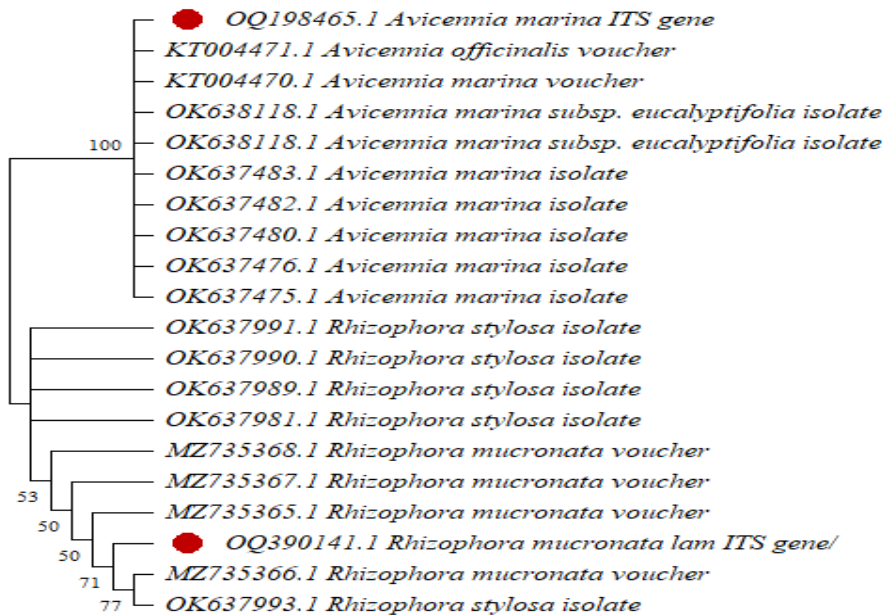 OQ198465.1 Avicennia marina ITS gene
KT004471.1 Avicennia officinalis voucher
KT004470.1 Avicennia marina voucher
OK638118.1 Avicennia marina subsp. eucalyptifolia isolate
OK638118.1 Avicennia marina subsp. eucalyptifolia isolate
100
OK637483.1 Avicennia marina isolate
OK637482.1 Avicennia marina isolate
OK637480.1 Avicennia marina isolate
OK637476.1 Avicennia marina isolate
OK637475.1 Avicennia marina isolate
OK637991.1 Rhizophora stylosa isolate
OK637990.1 Rhizophora stylosa isolate
OK637989.1 Rhizophora stylosa isolate
OK637981.1 Rhizophora stylosa isolate
MZ735368.1 Rhizophora mucronata voucher
MZ735367.1 Rhizophora mucronata voucher
53
MZ735365.1 Rhizophora mucronata voucher
50
OQ390141.1 Rhizophora mucronata lam ITS gene/
50
MZ735366.1 Rhizophora mucronata voucher
71
OK637993.1 Rhizophora stylosa isolate
77